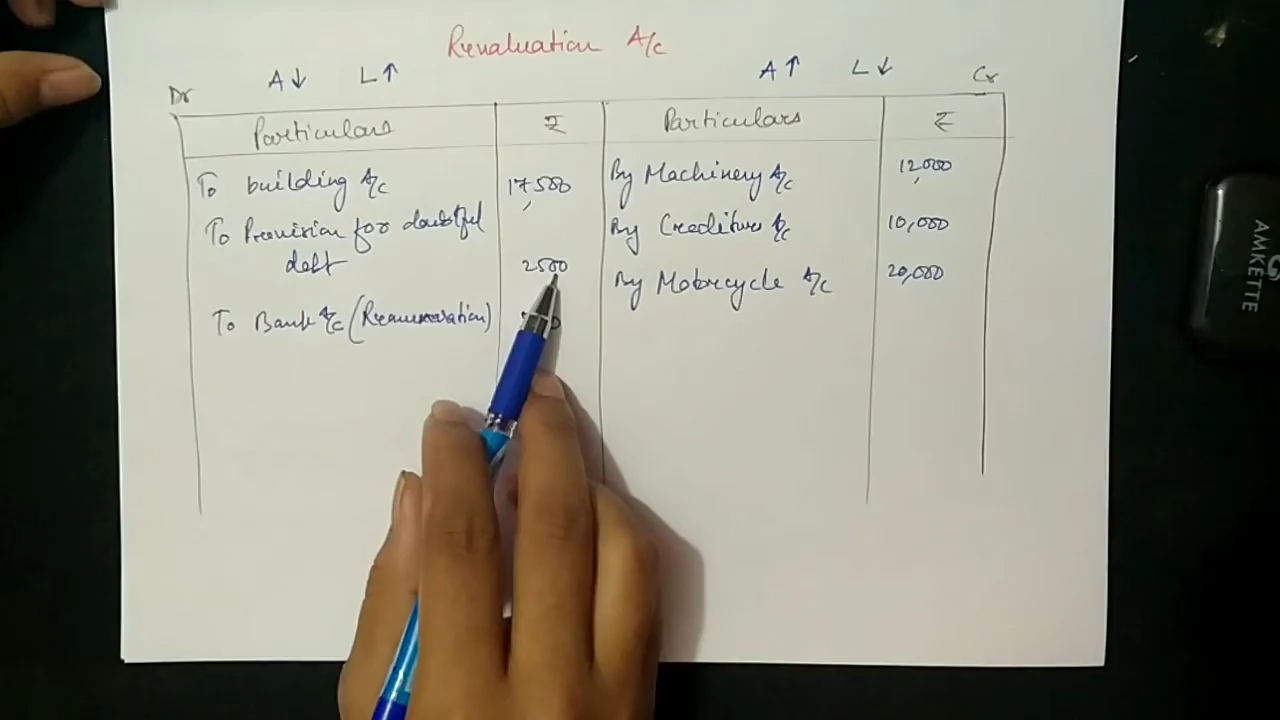 Revaluation A/c
A↓ L↑ A↑ L↓
Dr Cr
Particulars ₹ Particulars ₹
To building A/c 17,500 By Machinery A/c 12,000
To Provision for doubtful By Creditors A/c 10,000
debt 2500 By Motorcycle A/c 20,000
To Bank A/c (Remuneration)
AMKETTE